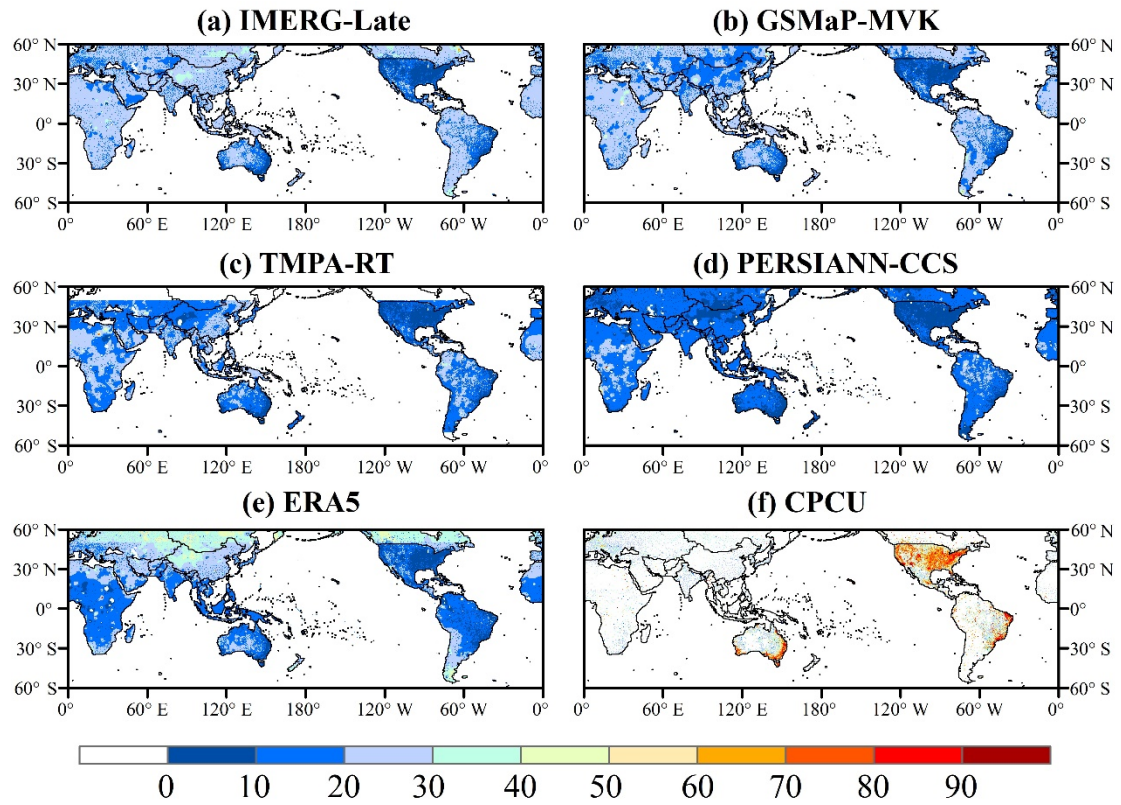 (a) IMERG-Late (b) GSMaP-MVK
60° N 60° N
30° N 30° N
0° 0°
30° S 30° S
60° S 60° S
0° 60° E 120° E 180° 120° W 60° W 0° 0° 60° E 120° E 180° 120° W 60° W 0°
(c) TMPA-RT (d) PERSIANN-CCS
60° N 60° N
30° N 30° N
0° 0°
30° S 30° S
60° S 60° S
0° 60° E 120° E 180° 120° W 60° W 0° 0° 60° E 120° E 180° 120° W 60° W 0°
(e) ERA5 (f) CPCU
60° N 60° N
30° N 30° N
0° 0°
30° S 30° S
60° S 60° S
0° 60° E 120° E 180° 120° W 60° W 0° 0° 60° E 120° E 180° 120° W 60° W 0°
0 10 20 30 40 50 60 70 80 90